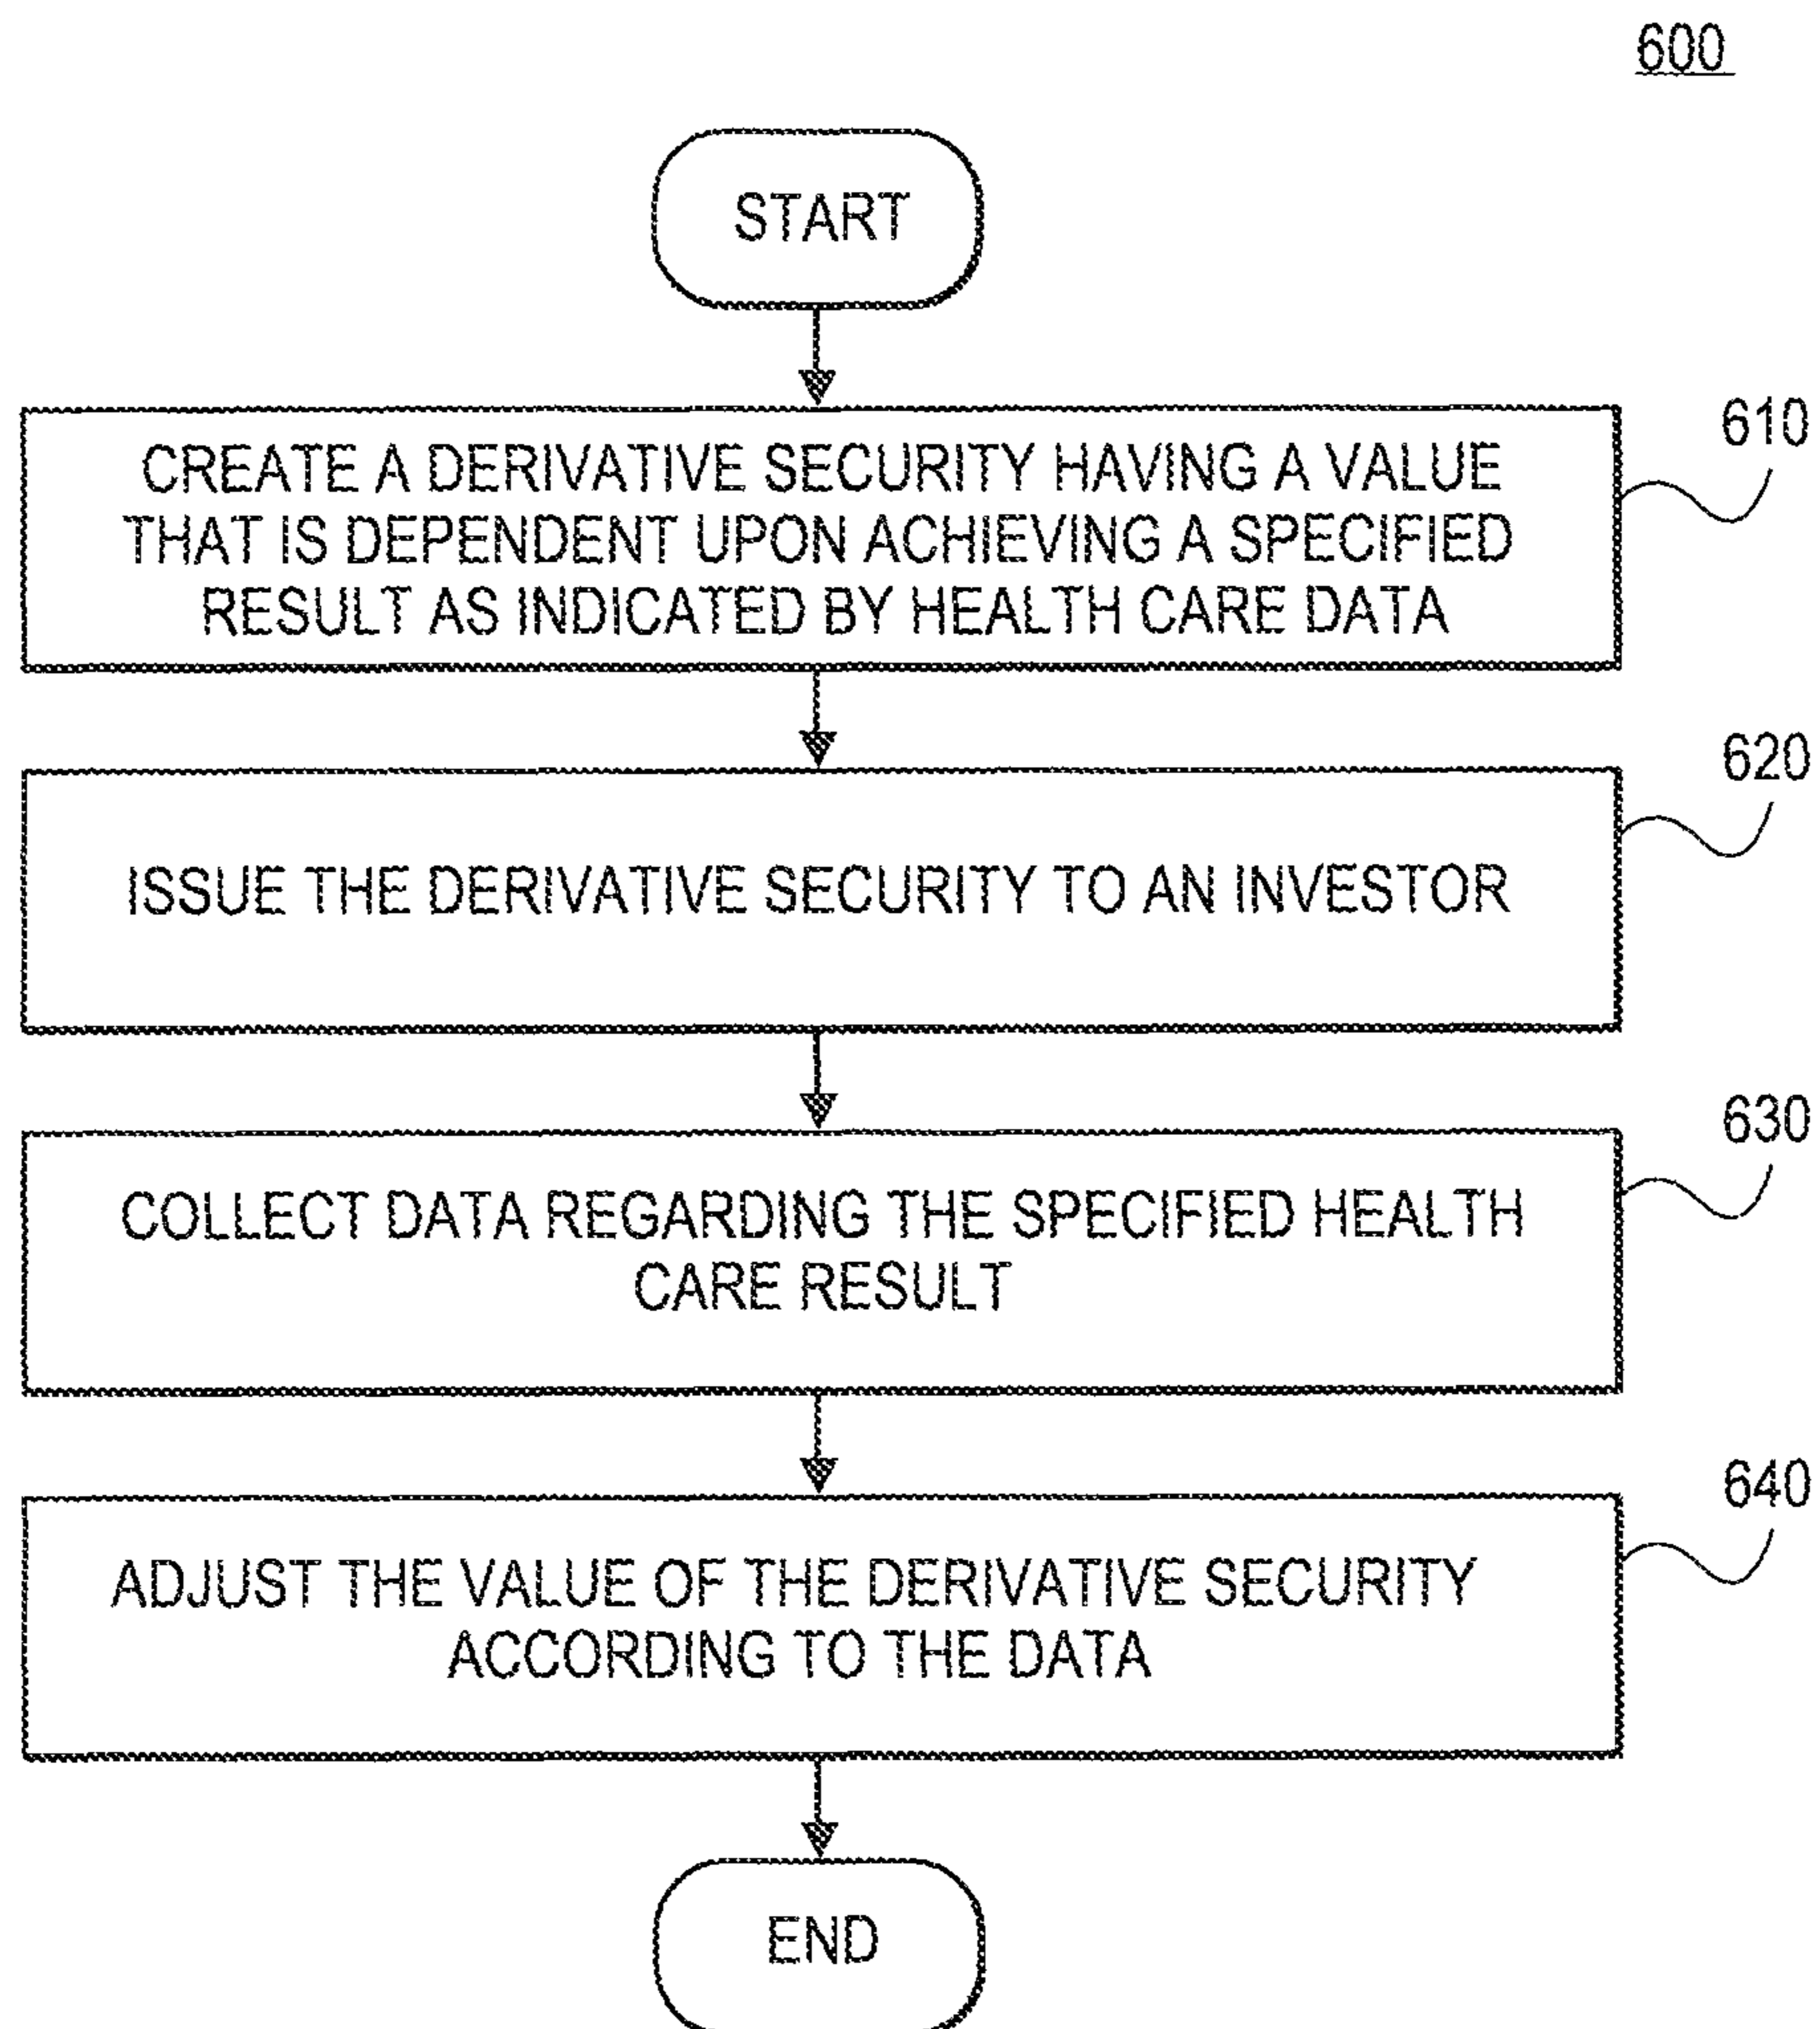 600
START
CREATE A DERIVATIVE SECURITY HAVING A VALUE
THAT IS DEPENDENT UPON ACHIEVING A SPECIFIED
RESULT AS INDICATED BY HEALTH CARE DATA
610
ISSUE THE DERIVATIVE SECURITY TO AN INVESTOR
620
COLLECT DATA REGARDING THE SPECIFIED HEALTH
CARE RESULT
630
ADJUST THE VALUE OF THE DERIVATIVE SECURITY
ACCORDING TO THE DATA
640
END